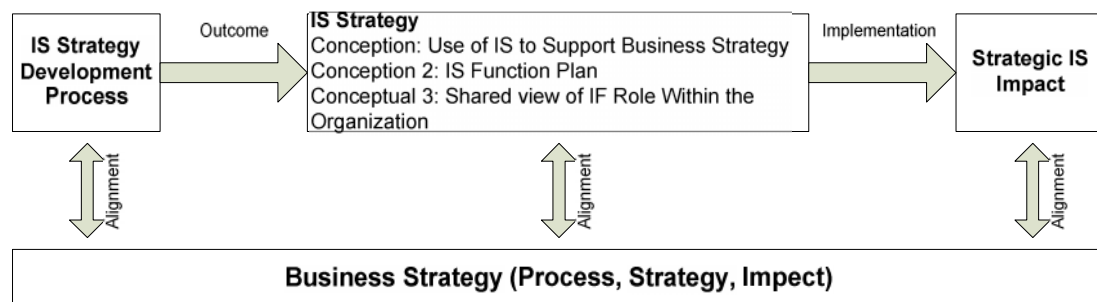 IS Strategy
Development
Process
Outcome
IS Strategy
Conception: Use of IS to Support Business Strategy
Conception 2: IS Function Plan
Conceptual 3: Shared view of IF Role Within the
Organization
Implementation
Strategic IS
Impact
Alignment
Alignment
Alignment
Business Strategy (Process, Strategy, Impect)